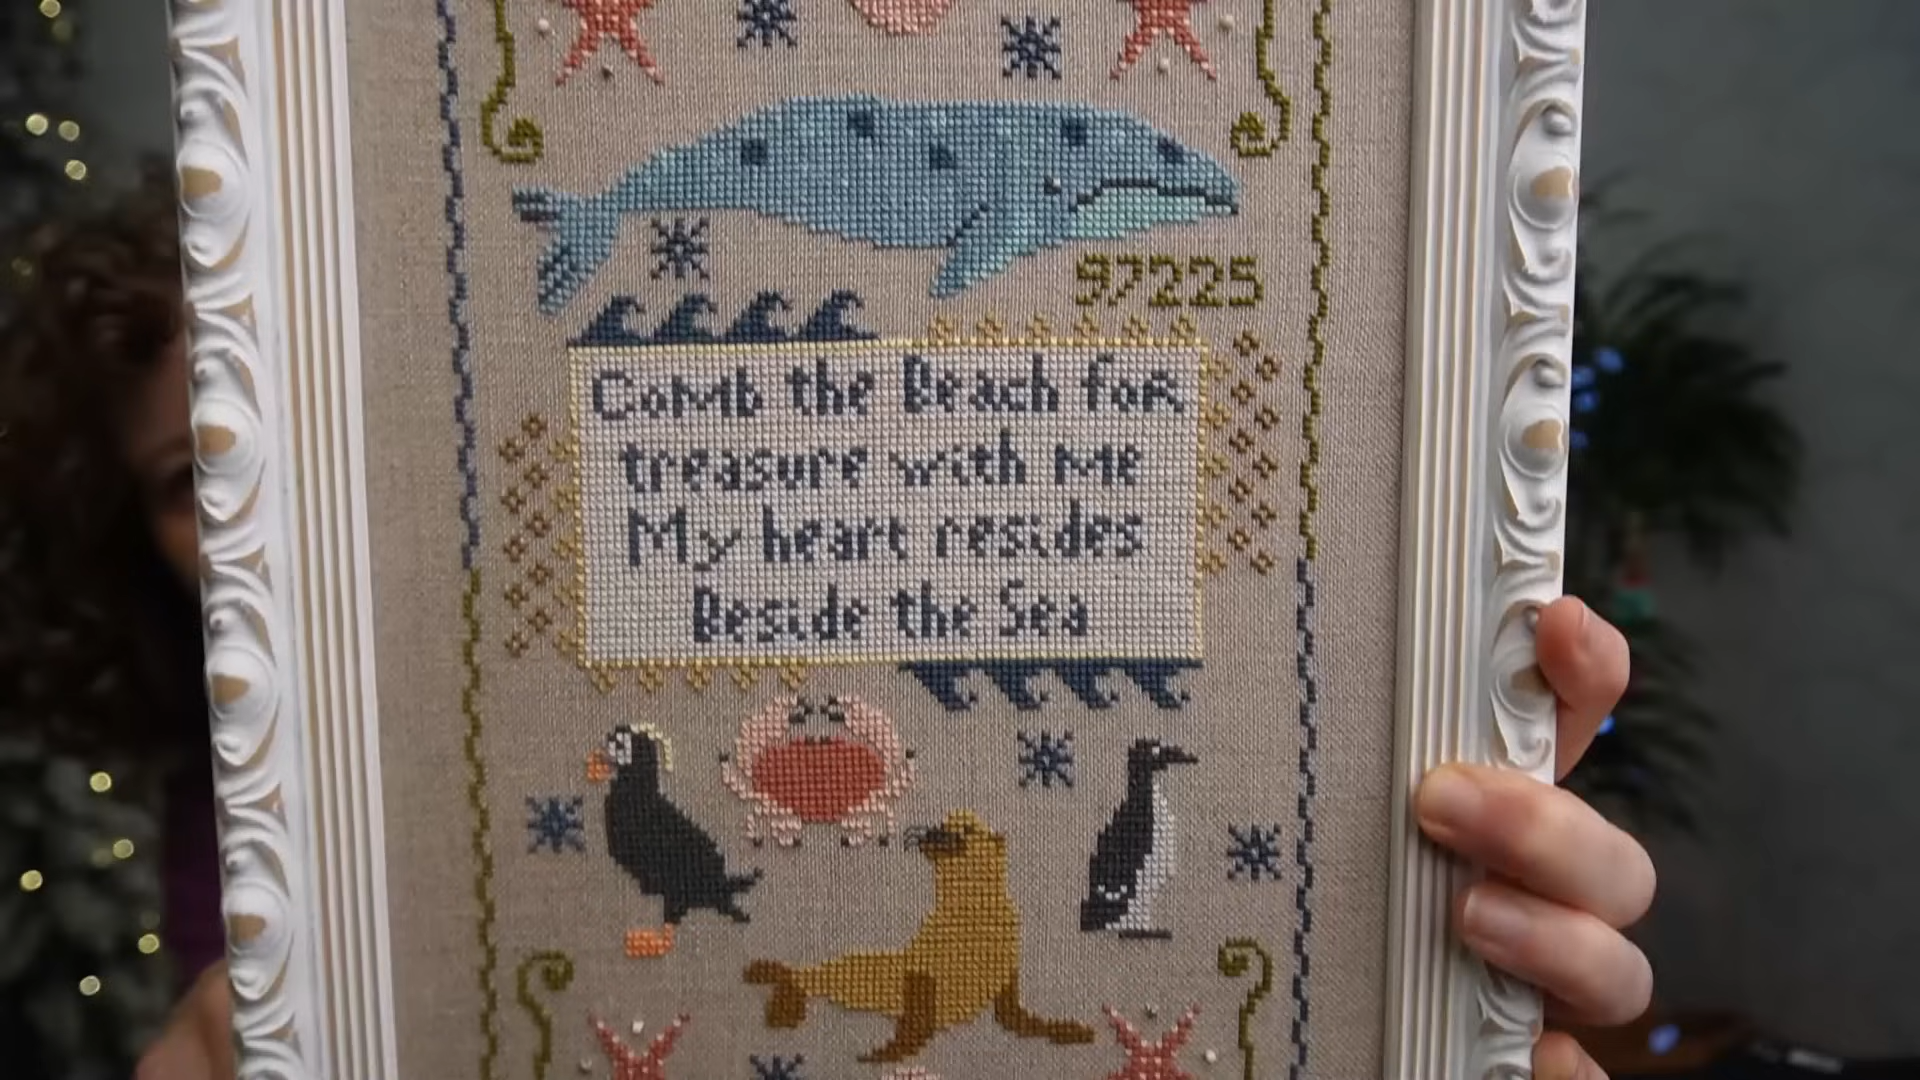 97225
Comb the Beach for
treasure with me
My heart resides
Beside the Sea